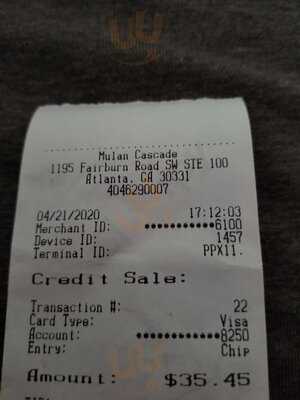 Mulan Cascade
1195 Fairburn Road SW STE 100
Atlanta, GA 30331
4046290007
04/21/2020 17:12:03
Merchant ID: ●●●●●●●●●●●6100
Device ID: 1457
Terminal ID: PPX11.
Credit Sale:
Transaction #: 22
Card Type: Visa
Account: ●●●●●●●●●●●●8250
Entry: Chip
Amount: $35.45